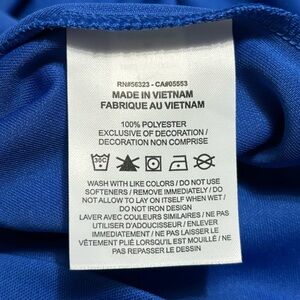 RN#56323 - CA#05553
MADE IN VIETNAM
FABRIQUE AU VIETNAM
100% POLYESTER
EXCLUSIVE OF DECORATION /
DECORATION NON COMPRISE
30C
WASH WITH LIKE COLORS / DO NOT USE
SOFTENERS / REMOVE IMMEDIATELY / DO
NOT ALLOW TO LAY ON ITSELF WHEN WET /
DO NOT IRON DESIGN
LAVER AVEC COULEURS SIMILAIRES / NE PAS
UTILISER D'ADOUCISSEUR / ENLEVER
IMMEDIATEMENT / NE PAS LAISSER LE
VÊTEMENT PLIÉ LORSQU'IL EST MOUILLÉ / NE
PAS REPASSER LE DESSIN